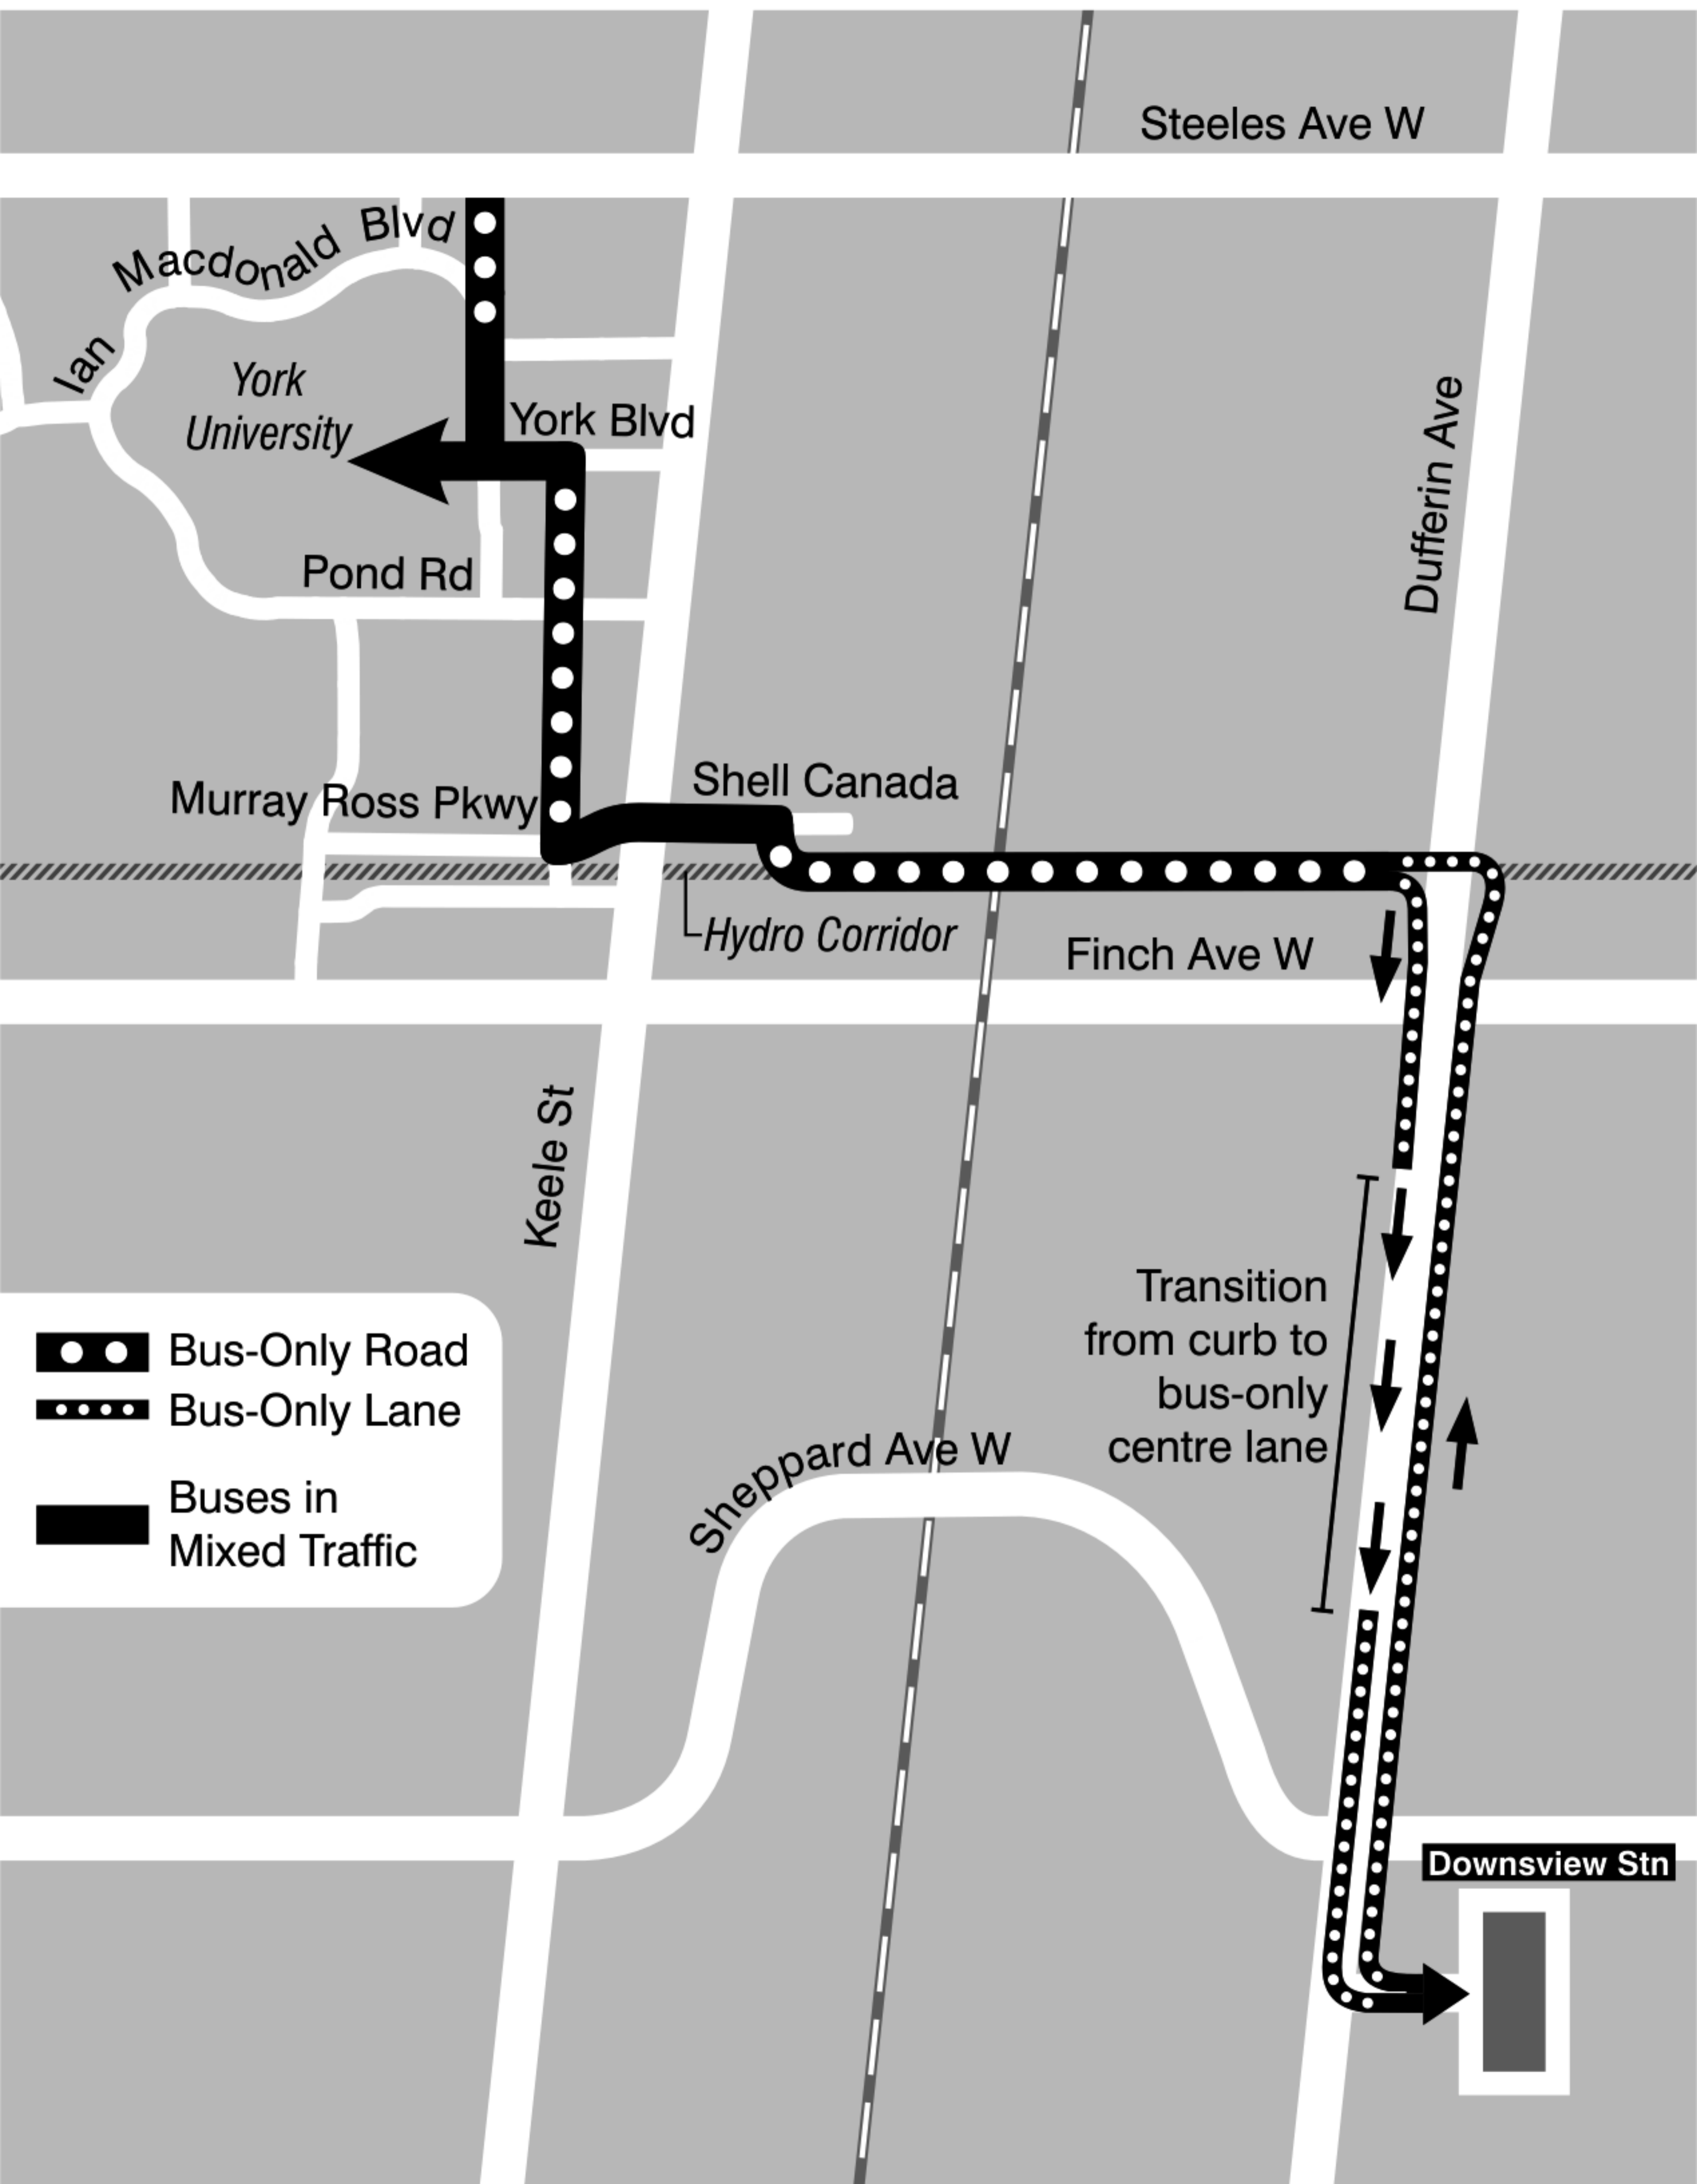 Steeles Ave W
Ian Macdonald Blvd
York
University
York Blvd
Dufferin Ave
Pond Rd
Murray Ross Pkwy
Shell Canada
Hydro Corridor
Finch Ave W
Keele St
Transition
from curb to
bus-only
centre lane
Bus-Only Road
Bus-Only Lane
Buses in
Mixed Traffic
Sheppard Ave W
Downsview Stn